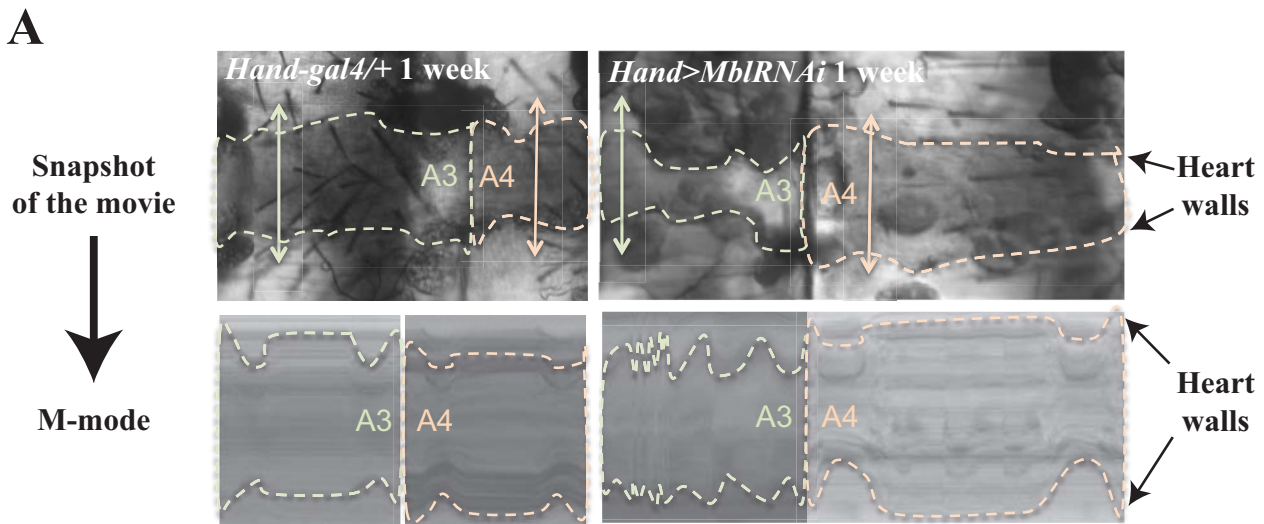 A
Hand-gal4/+ 1 week
Hand>MblRNAi 1 week
Snapshot
of the movie
A3
A4
A3
A4
Heart
walls
M-mode
A3
A4
A3
A4
Heart
walls